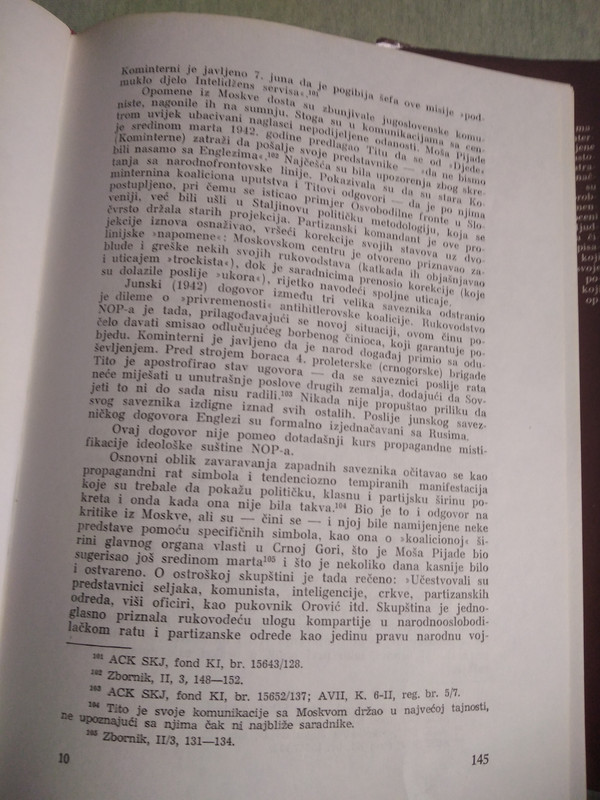 Kominterni je javljeno 7. juna da je pogibija šefa ove misije »pod-
muklo djelo Intelidžens servisa«.¹⁰¹
Opomene iz Moskve dosta su zbunjivale jugoslovenske komu-
niste, nagonile ih na sumnju. Stoga su u komunikacijama sa cen-
trom uvijek ubacivani naglasci nepodijeljene odanosti. Moša Pijade
je sredinom marta 1942. godine predlagao Titu da se od »Djede«
(Kominterne) zatraži da pošalje svoje predstavnike — »da ne bismo
bili nasamo sa Englezima«.¹⁰² Najčešća su bila upozorenja zbog skre-
tanja sa narodnofrontovske linije. Pokazivala su da su stara Ko-
minternina koaliciona uputstva i Titovi odgovori — da je po njima
postupljeno, pri čemu se isticao primjer Osvobodilne fronte u Slo-
veniji, već bili ušli u Staljinovu političku metodologiju, koja se
čvrsto držala starih projekcija. Partizanski komandant je ove pro-
jekcije iznova osnaživao, vršeći korekcije svojih stavova uz dvo-
linijske »napomene«: Moskovskom centru je otvoreno priznavao za-
blude i greške nekih svojih rukovodstava (katkada ih objašnjavao
i uticajem »trockista«), dok je saradnicima prenosio korekcije (koje
su dolazile poslije »ukora«), rijetko navodeći spoljne uticaje.
Junski (1942) dogovor između tri velika saveznika odstranio
je dileme o »privremenosti« antihitlerovske koalicije. Rukovodstvo
NOP-a je tada, prilagođavajući se novoj situaciji, ovom činu po-
čelo davati smisao odlučujućeg borbenog činioca, koji garantuje po-
bjedu. Kominterni je javljeno da je narod događaj primio sa odu-
ševljenjem. Pred strojem boraca 4. proleterske (crnogorske) brigade
Tito je apostrofirao stav ugovora — da se saveznici poslije rata
neće miješati u unutrašnje poslove drugih zemalja, dodajući da Sov-
jeti to ni do sada nisu radili.¹⁰³ Nikada nije propuštao priliku da
svog saveznika izdigne iznad svih ostalih. Poslije junskog savez-
ničkog dogovora Englezi su formalno izjednačavani sa Rusima.
Ovaj dogovor nije pomeo dotadašnji kurs propagandne misti-
fikacije ideološke suštine NOP-a.
Osnovni oblik zavaravanja zapadnih saveznika očitavao se kao
propagandni rat simbola i tendenciozno tempiranih manifestacija
koje su trebale da pokažu političku, klasnu i partijsku širinu po-
kreta i onda kada ona nije bila takva.¹⁰⁴ Bio je to i odgovor na
kritike iz Moskve, ali su — čini se — i njoj bile namijenjene neke
predstave pomoću specifičnih simbola, kao ona o »koalicionoj« ši-
rini glavnog organa vlasti u Crnoj Gori, što je Moša Pijade bio
sugerisao još sredinom marta¹⁰⁵ i što je nekoliko dana kasnije bilo
i ostvareno. O ostroškoj skupštini je tada rečeno: »Učestvovali su
predstavnici seljaka, komunista, inteligencije, crkve, partizanskih
odreda, viši oficiri, kao pukovnik Orović itd. Skupština je jedno-
glasno priznala rukovodeću ulogu kompartije u narodnooslobodi-
lačkom ratu i partizanske odrede kao jedinu pravu narodnu voj-
¹⁰¹ ACK SKJ, fond KI, br. 15643/128.
¹⁰² Zbornik, II, 3, 148—152.
¹⁰³ ACK SKJ, fond KI, br. 15652/137; AVII, K. 6-II, reg. br. 5/7.
¹⁰⁴ Tito je svoje komunikacije sa Moskvom držao u najvećoj tajnosti,
ne upoznajući sa njima čak ni najbliže saradnike.
¹⁰⁵ Zbornik, II/3, 131—134.
10 145